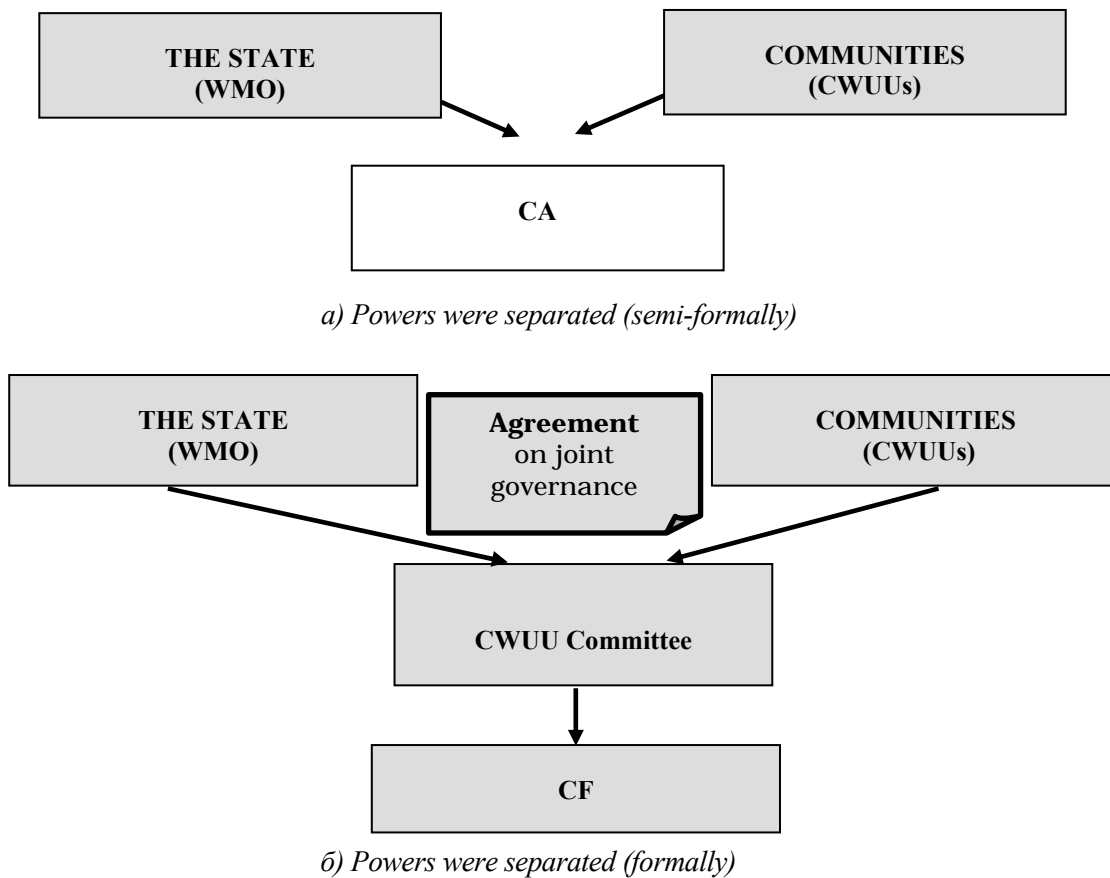 THE STATE
(WMO)
COMMUNITIES
(CWUUs)
CA
a) Powers were separated (semi-formally)
THE STATE
(WMO)
Agreement
on joint
governance
COMMUNITIES
(CWUUs)
CWUU Committee
CF
б) Powers were separated (formally)